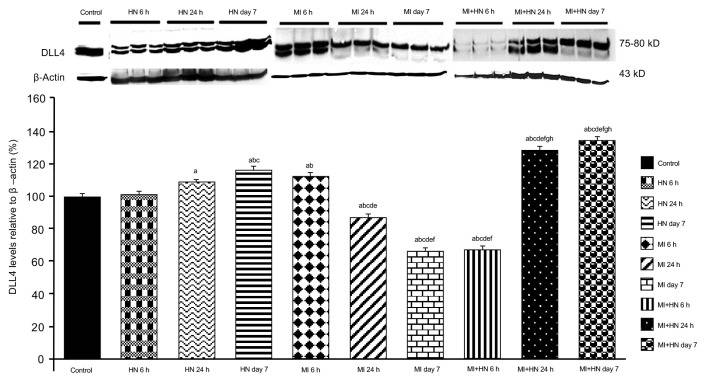 Control HN 6 h HN 24 h HN day 7 MI 6 h MI 24 h MI day 7 MI+HN 6 h MI+HN 24 h MI+HN day 7
DLL4 75-80 kD
β-Actin 43 kD
DLL4 levels relative to β –actin (%)
160
140
120
100
80
60
40
20
0
a
abc
ab
abcde
abcdef
abcdef
abcdefgh
abcdefgh
Control HN 6 h HN 24 h HN day 7 MI 6 h MI 24 h MI day 7 MI+HN 6 h MI+HN 24 h MI+HN day 7
Control
HN 6 h
HN 24 h
HN day 7
MI 6 h
MI 24 h
MI day 7
MI+HN 6 h
MI+HN 24 h
MI+HN day 7